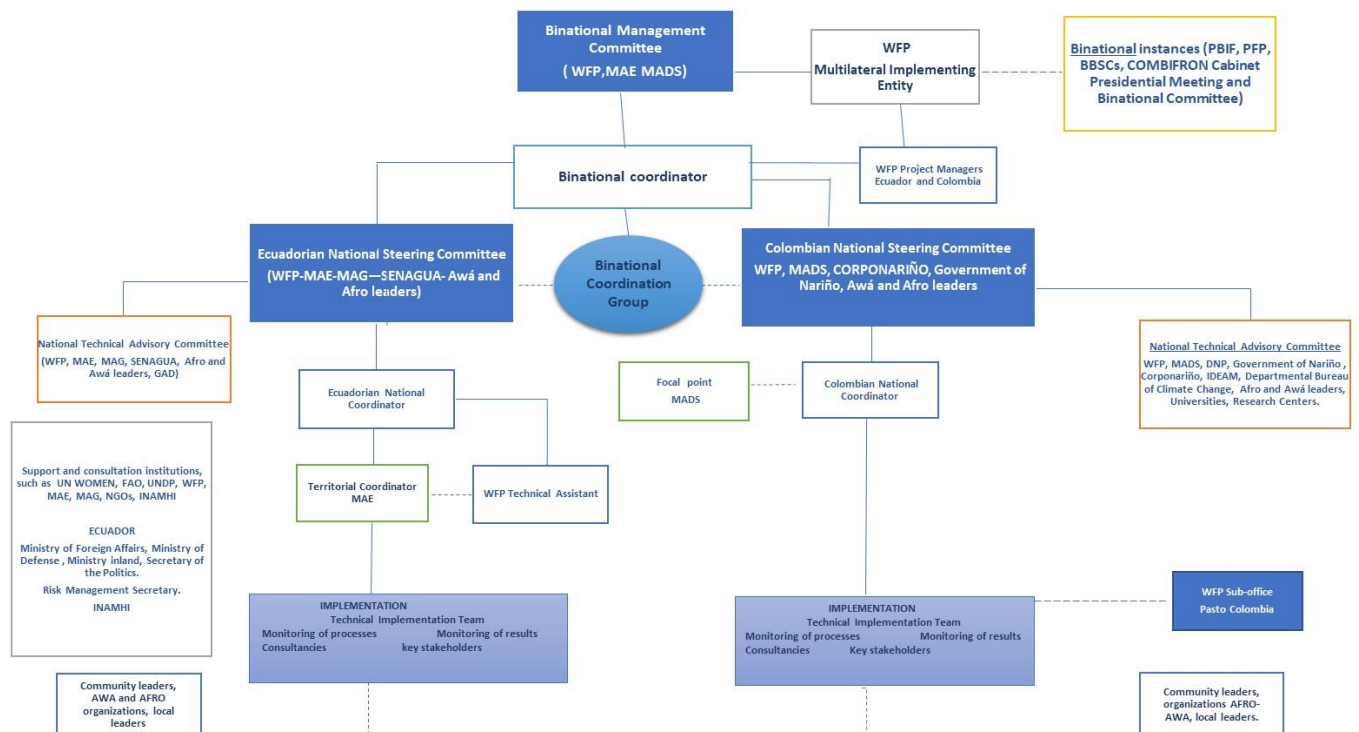 Binational Management
Committee
( WFP,MAE MADS)
WFP
Multilateral Implementing
Entity
Binational instances (PBIF, PFP,
BBSCs, COMBIFRON Cabinet
Presidential Meeting and
Binational Committee)
Binational coordinator
WFP Project Managers
Ecuador and Colombia
Ecuadorian National Steering Committee
(WFP-MAE-MAG—SENAGUA- Awá and
Afro leaders)
Binational
Coordination
Group
Colombian National Steering Committee
WFP, MADS, CORPONARIÑO, Government of
Nariño, Awá and Afro leaders
National Technical Advisory Committee
(WFP, MAE, MAG, SENAGUA, Afro and
Awá leaders, GAD)
Ecuadorian National
Coordinator
Focal point
MADS
Colombian National
Coordinator
National Technical Advisory Committee
WFP, MADS, DNP, Government of Nariño ,
Corponariño, IDEAM, Departmental Bureau
of Climate Change, Afro and Awá leaders,
Universities, Research Centers.
Support and consultation institutions,
such as UN WOMEN, FAO, UNDP, WFP,
MAE, MAG, NGOs, INAMHI
ECUADOR
Ministry of Foreign Affairs, Ministry of
Defense , Ministry inland, Secretary of
the Politics.
Risk Management Secretary.
INAMHI
Territorial Coordinator
MAE
WFP Technical Assistant
IMPLEMENTATION
Technical Implementation Team
Monitoring of processes Monitoring of results
Consultancies key stakeholders
IMPLEMENTATION
Technical Implementation Team
Monitoring of processes Monitoring of results
Consultancies Key stakeholders
WFP Sub-office
Pasto Colombia
Community leaders,
AWA and AFRO
organizations, local
leaders
Community leaders,
organizations AFRO-
AWA, local leaders.